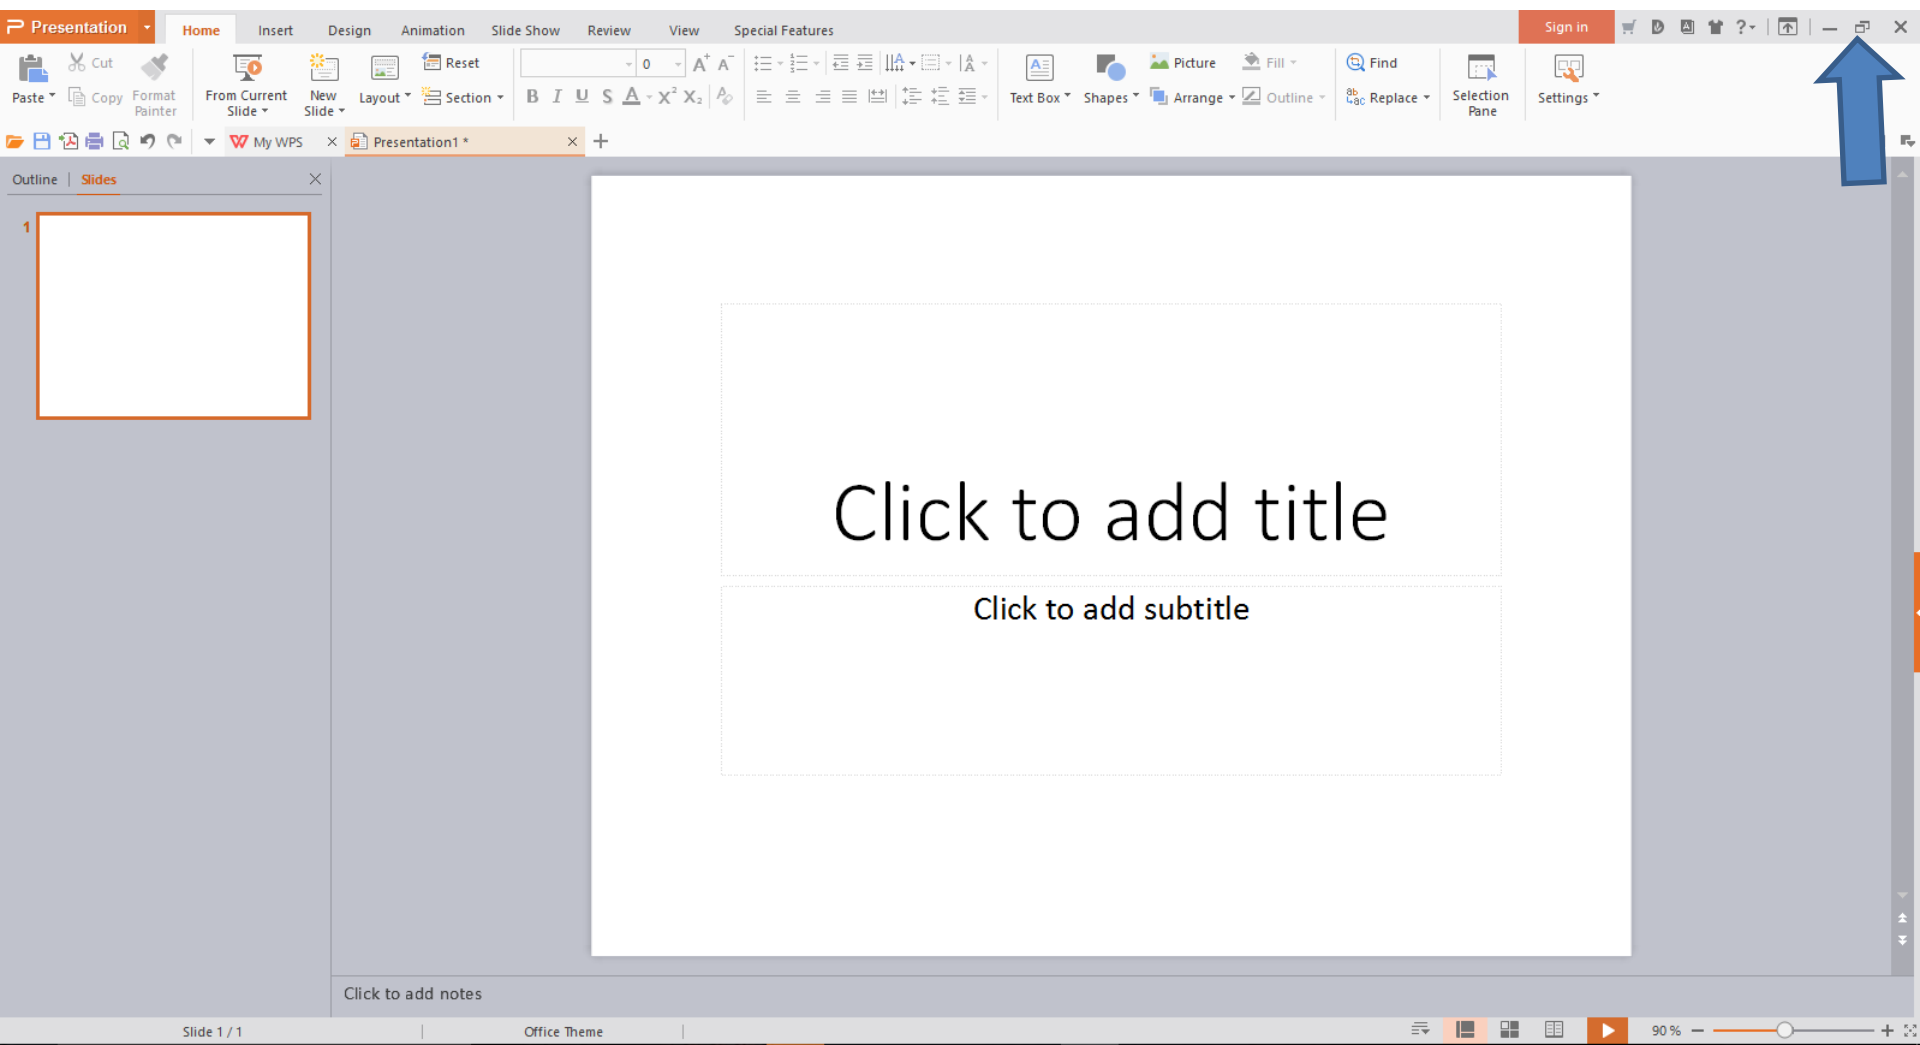 Presentation Home Insert Design Animation Slide Show Review View Special Features Sign in ?
Cut Reset 0 A+ A- Picture Fill Find
Paste Copy Format Painter From Current Slide New Slide Layout Section B I U S A X² X₂ Text Box Shapes Arrange Outline Replace Selection Pane Settings
My WPS Presentation1 *
Outline | Slides
1
Click to add title
Click to add subtitle
Click to add notes
Slide 1 / 1 Office Theme 90 %